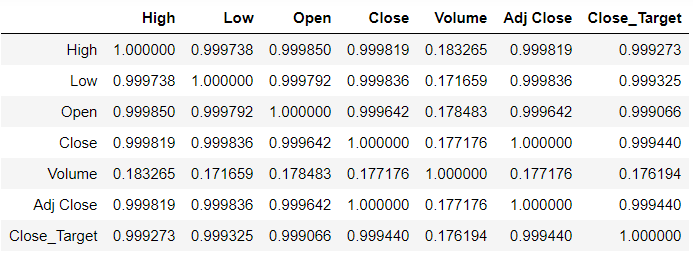 High Low Open Close Volume Adj Close Close_Target
High 1.000000 0.999738 0.999850 0.999819 0.183265 0.999819 0.999273
Low 0.999738 1.000000 0.999792 0.999836 0.171659 0.999836 0.999325
Open 0.999850 0.999792 1.000000 0.999642 0.178483 0.999642 0.999066
Close 0.999819 0.999836 0.999642 1.000000 0.177176 1.000000 0.999440
Volume 0.183265 0.171659 0.178483 0.177176 1.000000 0.177176 0.176194
Adj Close 0.999819 0.999836 0.999642 1.000000 0.177176 1.000000 0.999440
Close_Target 0.999273 0.999325 0.999066 0.999440 0.176194 0.999440 1.000000